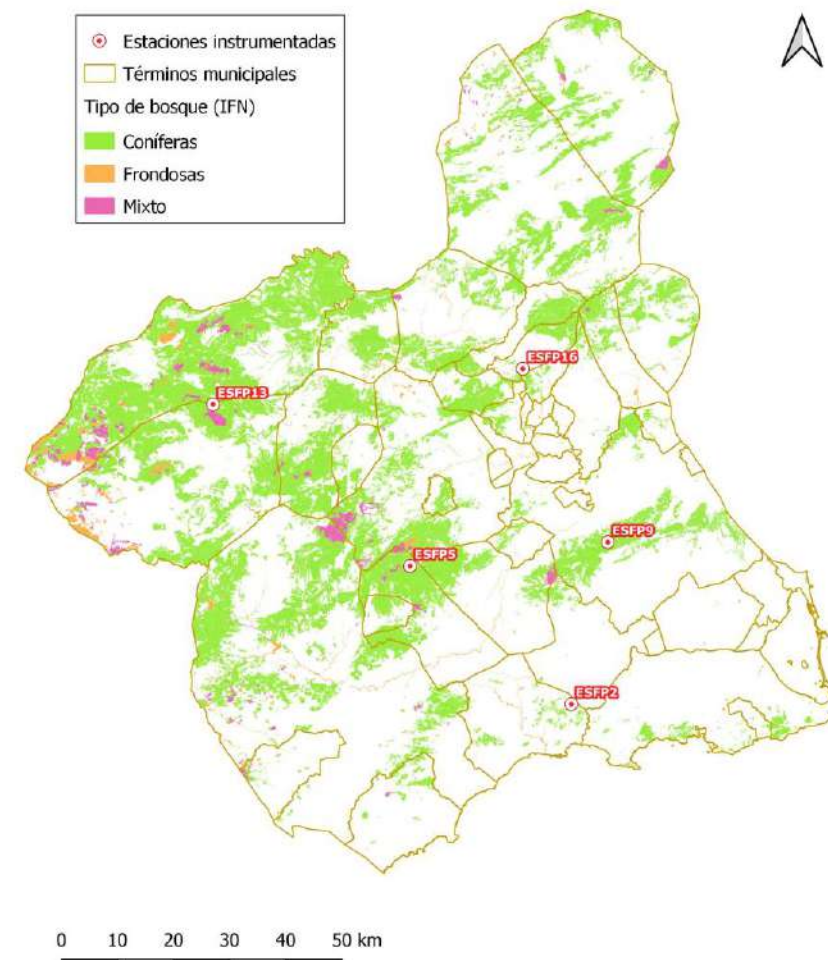 Estaciones instrumentadas
Términos municipales
Tipo de bosque (IFN)
Coníferas
Frondosas
Mixto
ESFP16
ESFP13
ESFP9
ESFP5
ESFP2
0 10 20 30 40 50 km